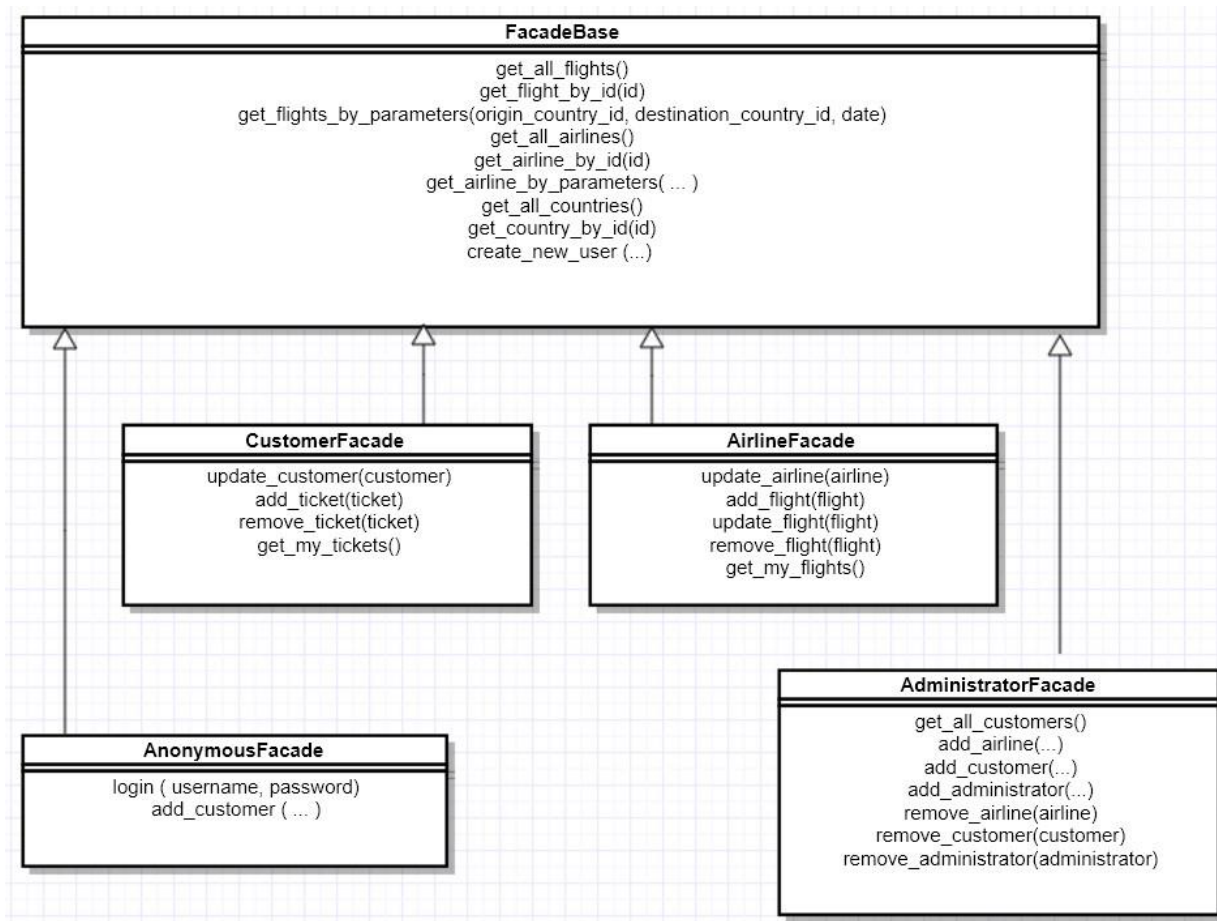 FacadeBase
get_all_flights()
get_flight_by_id(id)
get_flights_by_parameters(origin_country_id, destination_country_id, date)
get_all_airlines()
get_airline_by_id(id)
get_airline_by_parameters( ... )
get_all_countries()
get_country_by_id(id)
create_new_user (...)
CustomerFacade
update_customer(customer)
add_ticket(ticket)
remove_ticket(ticket)
get_my_tickets()
AirlineFacade
update_airline(airline)
add_flight(flight)
update_flight(flight)
remove_flight(flight)
get_my_flights()
AnonymousFacade
login ( username, password)
add_customer ( ... )
AdministratorFacade
get_all_customers()
add_airline(...)
add_customer(...)
add_administrator(...)
remove_airline(airline)
remove_customer(customer)
remove_administrator(administrator)